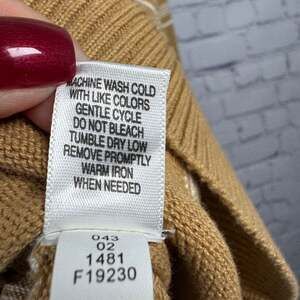 MACHINE WASH COLD
WITH LIKE COLORS
GENTLE CYCLE
DO NOT BLEACH
TUMBLE DRY LOW
REMOVE PROMPTLY
WARM IRON
WHEN NEEDED
043
02
1481
F19230